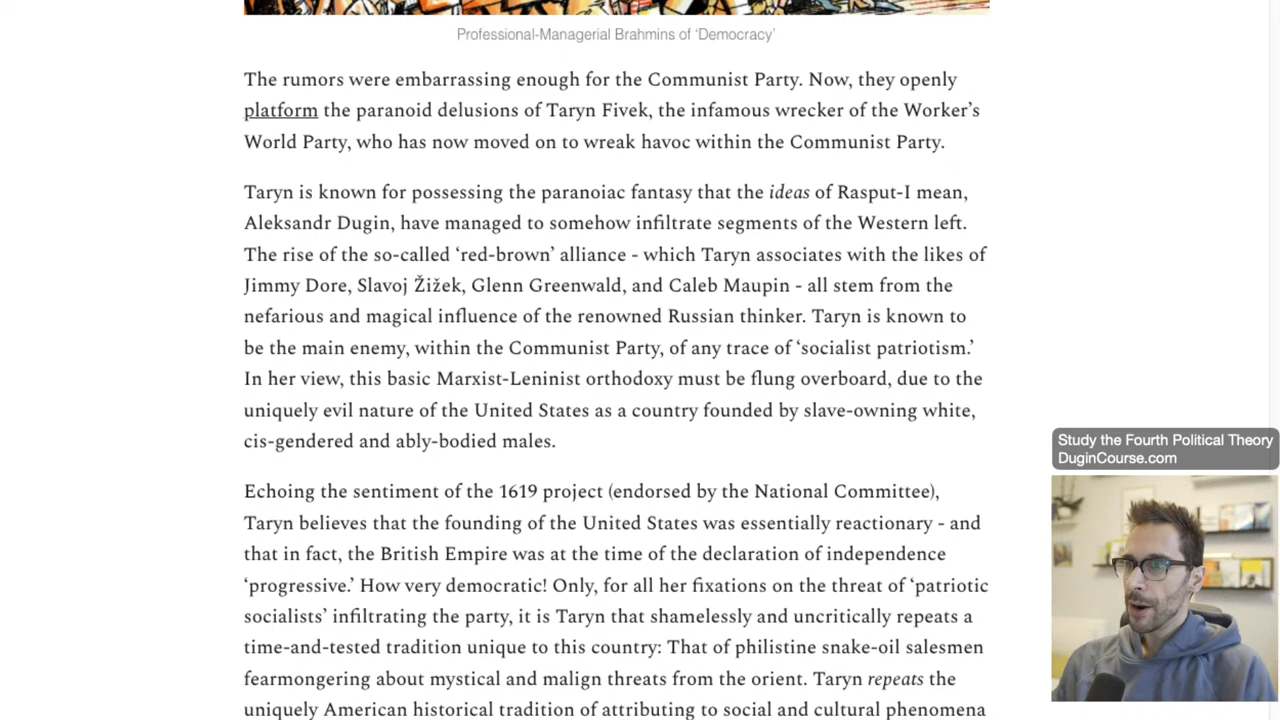 Professional-Managerial Brahmins of ‘Democracy’
The rumors were embarrassing enough for the Communist Party. Now, they openly
platform the paranoid delusions of Taryn Fivek, the infamous wrecker of the Worker’s
World Party, who has now moved on to wreak havoc within the Communist Party.
Taryn is known for possessing the paranoiac fantasy that the ideas of Rasput-I mean,
Aleksandr Dugin, have managed to somehow infiltrate segments of the Western left.
The rise of the so-called ‘red-brown’ alliance - which Taryn associates with the likes of
Jimmy Dore, Slavoj Žižek, Glenn Greenwald, and Caleb Maupin - all stem from the
nefarious and magical influence of the renowned Russian thinker. Taryn is known to
be the main enemy, within the Communist Party, of any trace of ‘socialist patriotism.’
In her view, this basic Marxist-Leninist orthodoxy must be flung overboard, due to the
uniquely evil nature of the United States as a country founded by slave-owning white,
cis-gendered and ably-bodied males.
Echoing the sentiment of the 1619 project (endorsed by the National Committee),
Taryn believes that the founding of the United States was essentially reactionary - and
that in fact, the British Empire was at the time of the declaration of independence
‘progressive.’ How very democratic! Only, for all her fixations on the threat of ‘patriotic
socialists’ infiltrating the party, it is Taryn that shamelessly and uncritically repeats a
time-and-tested tradition unique to this country: That of philistine snake-oil salesmen
fearmongering about mystical and malign threats from the orient. Taryn repeats the
uniquely American historical tradition of attributing to social and cultural phenomena
Study the Fourth Political Theory
DuginCourse.com